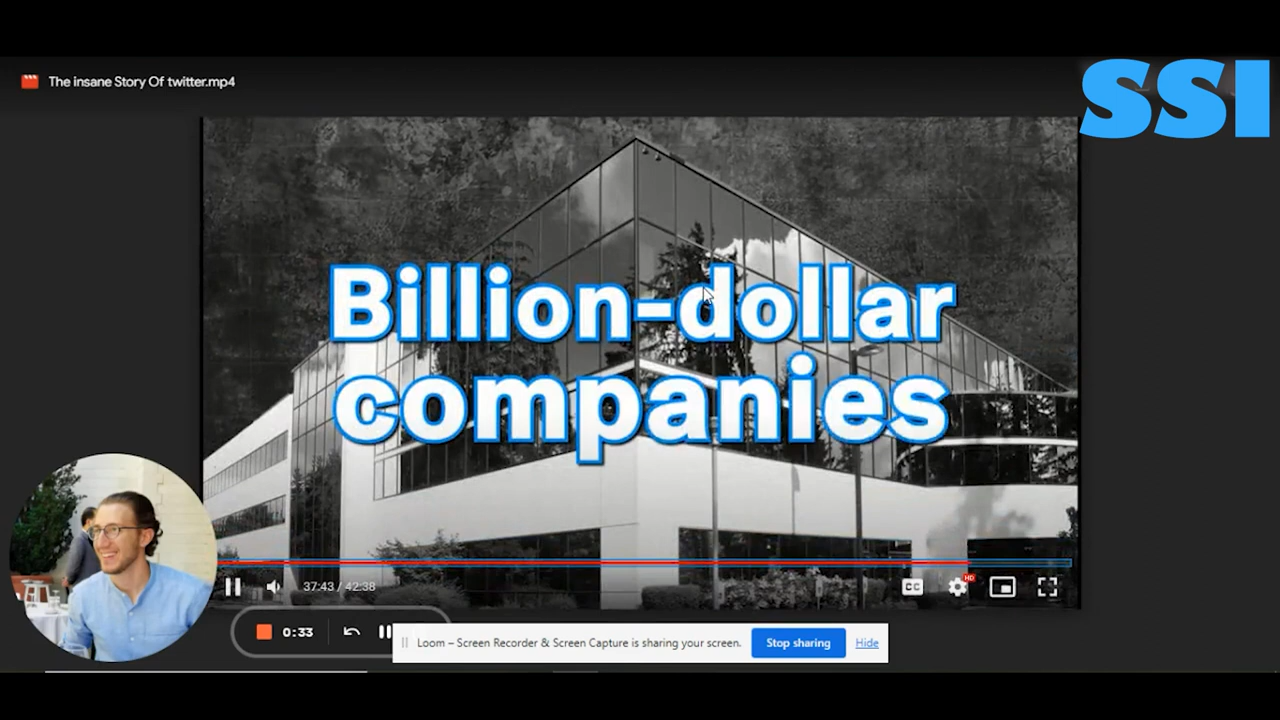 The insane Story Of twitter.mp4
SSI
Billion-dollar
companies
37:43 / 42:38
CC
HD
0:33
Loom – Screen Recorder & Screen Capture is sharing your screen.
Stop sharing
Hide